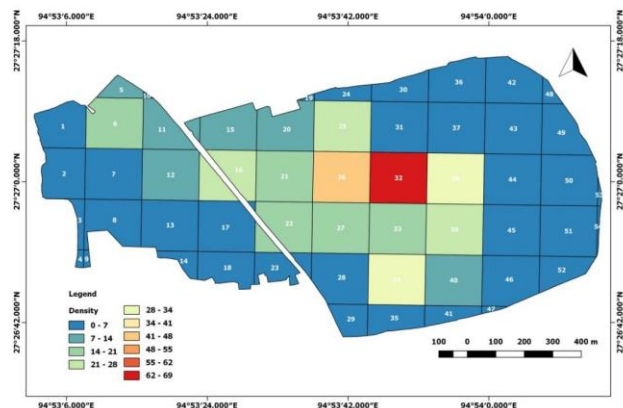 94°53'6.000"E 94°53'24.000"E 94°53'42.000"E 94°54'0.000"E
27°27'18.000"N 27°27'18.000"N
5 10 19 24 30 36 42 48
1 6 11 15 20 25 31 37 43 49
27°27'0.000"N 27°27'0.000"N
2 7 12 16 21 26 32 44 50 53
3 8 13 17 22 27 33 39 45 51 54
4 9 14 18 23 28 40 46 52
29 35 41 47
27°26'42.000"N 27°26'42.000"N
Legend
Density
0 - 7
7 - 14
14 - 21
21 - 28
28 - 34
34 - 41
41 - 48
48 - 55
55 - 62
62 - 69
100 0 100 200 300 400 m
94°53'6.000"E 94°53'24.000"E 94°53'42.000"E 94°54'0.000"E